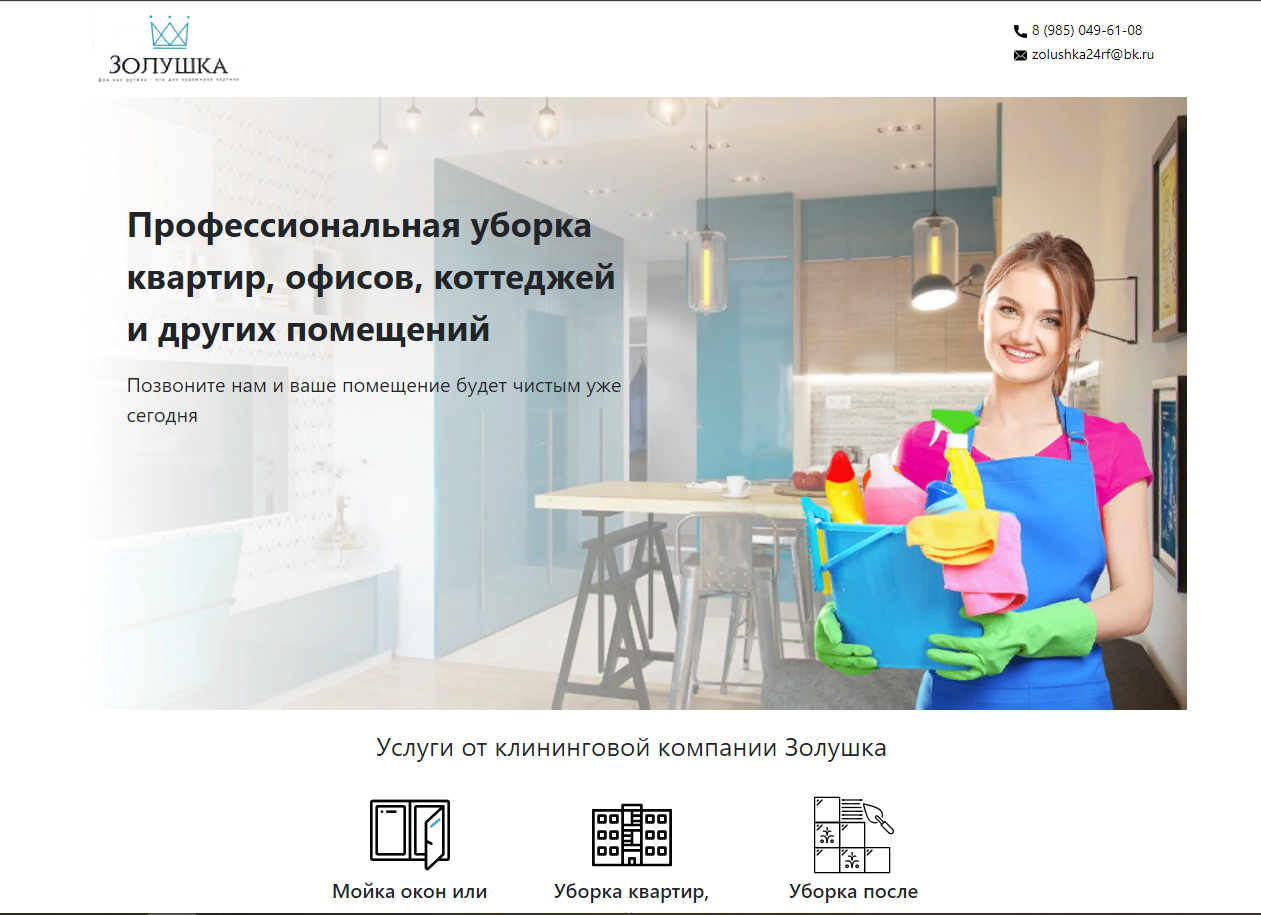 ЗОЛУШКА
8 (985) 049-61-08
zolushka24rf@bk.ru
Профессиональная уборка
квартир, офисов, коттеджей
и других помещений
Позвоните нам и ваше помещение будет чистым уже
сегодня
Услуги от клининговой компании Золушка
Мойка окон или
Уборка квартир,
Уборка после